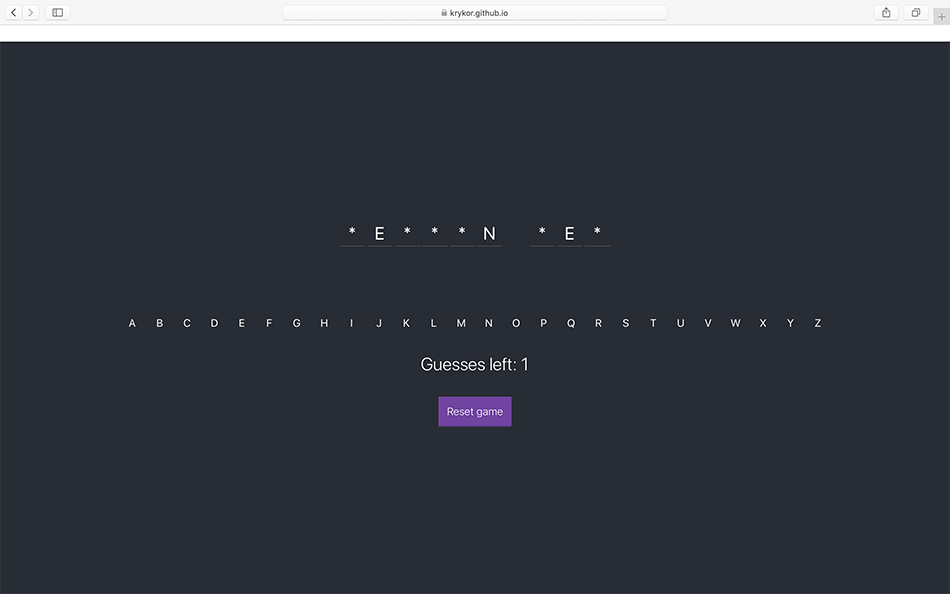 krykor.github.io
* E * * * N * E *
A B C D E F G H I J K L M N O P Q R S T U V W X Y Z
Guesses left: 1
Reset game